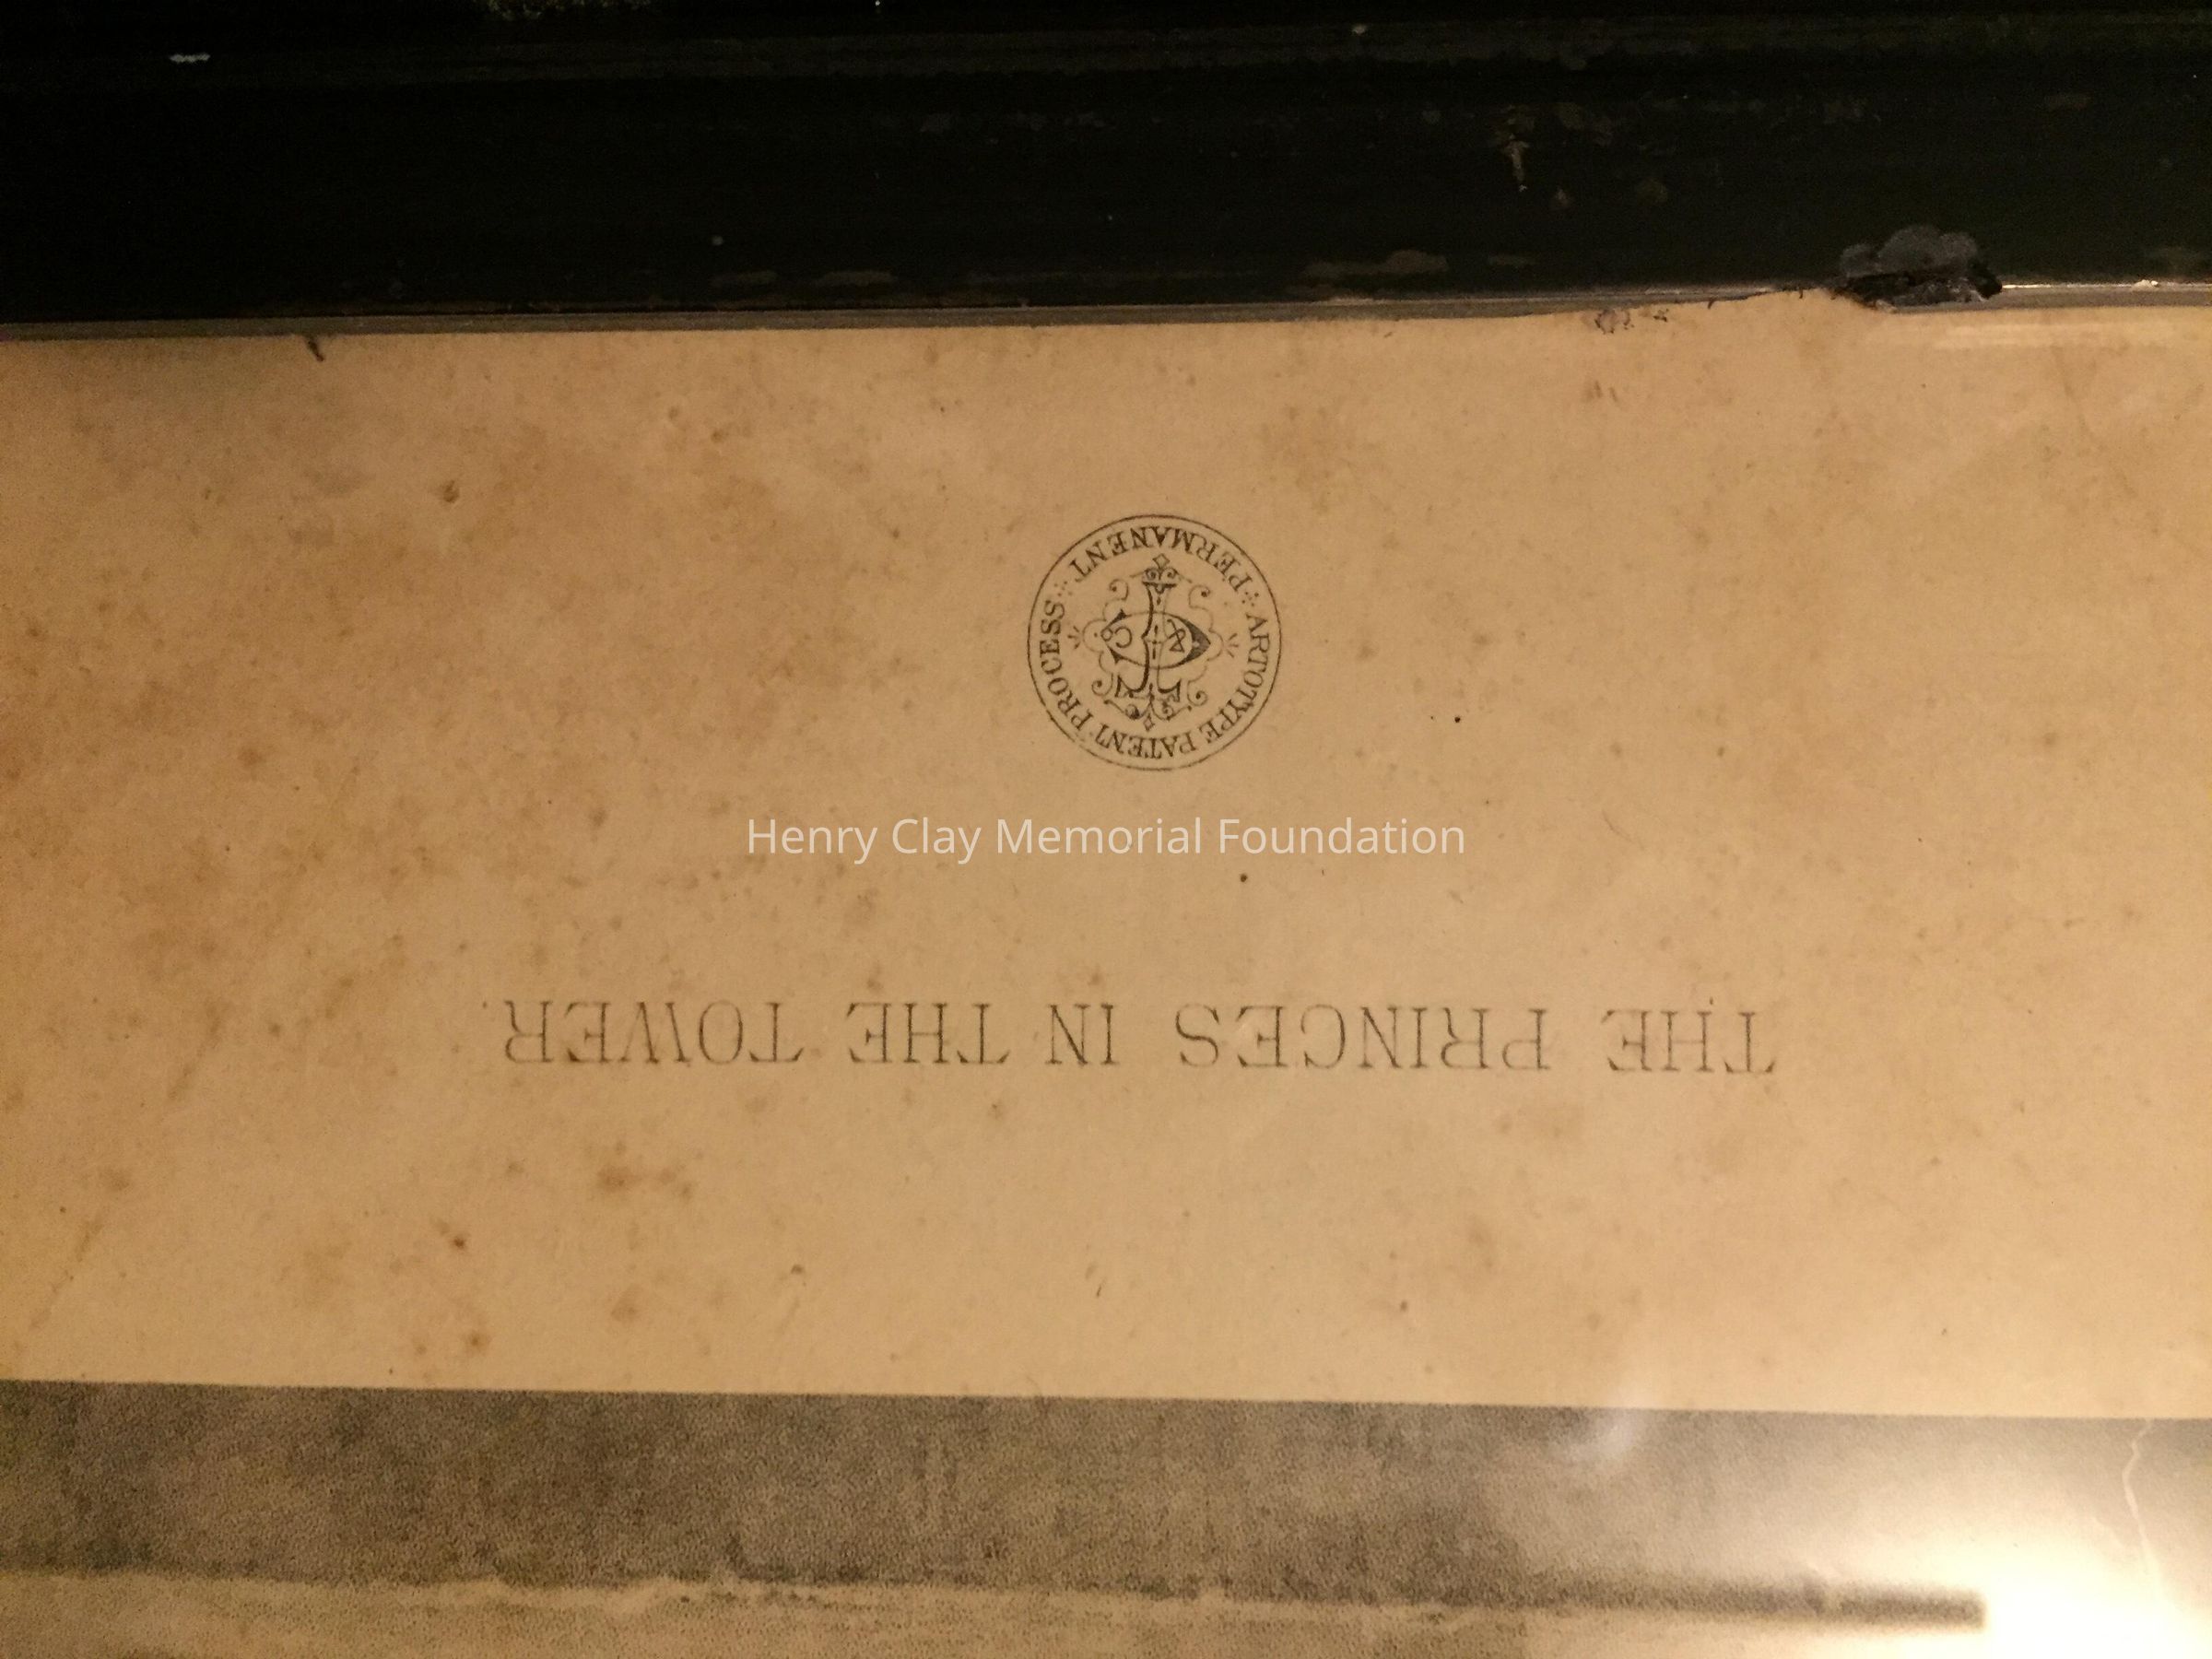 THE PRINCES IN THE TOWER.
Henry Clay Memorial Foundation
ARTOTYPE PATENT PROCESS
PERMANENT